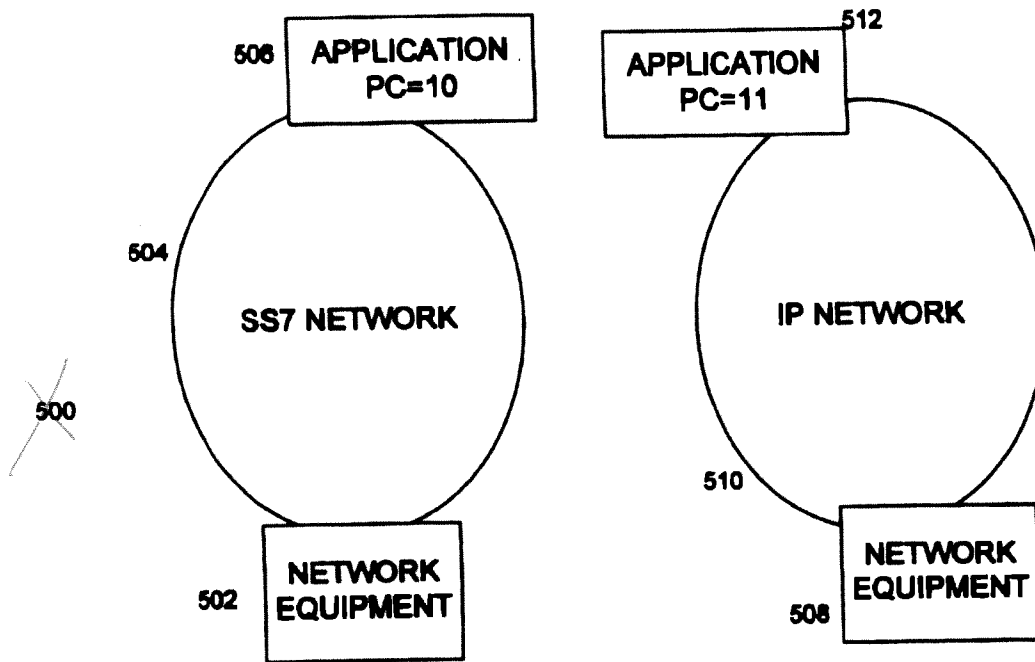 512
506
APPLICATION
PC=10
APPLICATION
PC=11
504
SS7 NETWORK
IP NETWORK
500
510
NETWORK
EQUIPMENT
502
NETWORK
EQUIPMENT
508